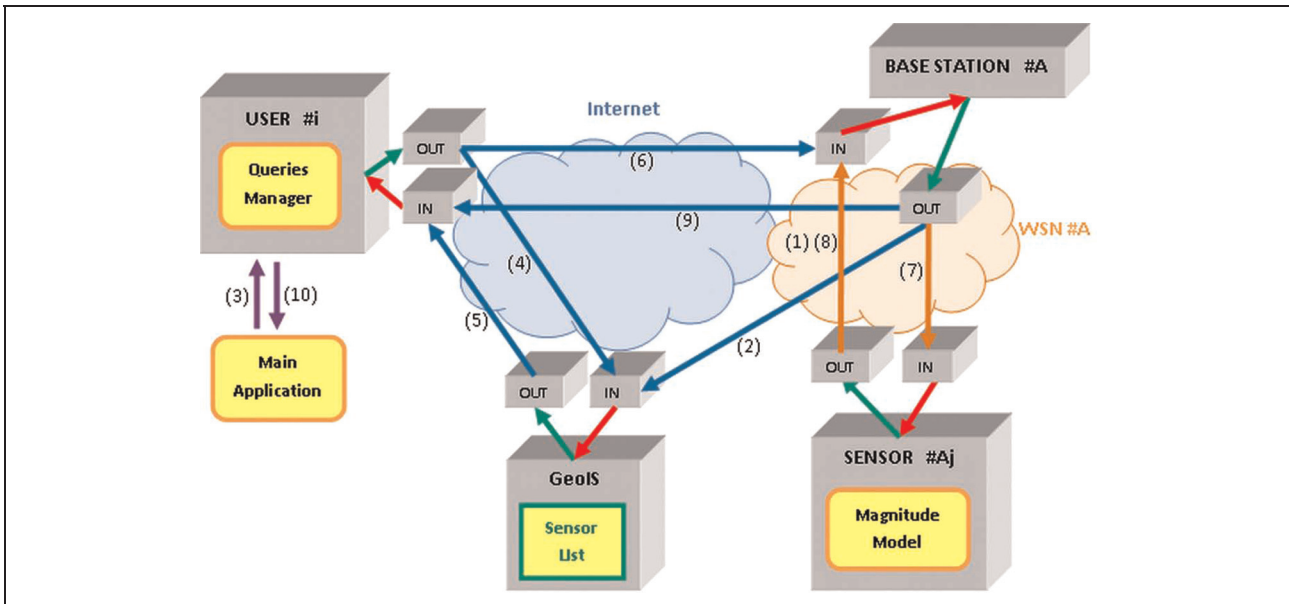 BASE STATION #A
Internet
USER #i
OUT
(6)
IN
Queries
Manager
IN
(9)
OUT
WSN #A
(1) (8)
(4)
(7)
(3)
(10)
(5)
(2)
Main
Application
OUT
IN
OUT
IN
GeoIS
SENSOR #Aj
Sensor
List
Magnitude
Model